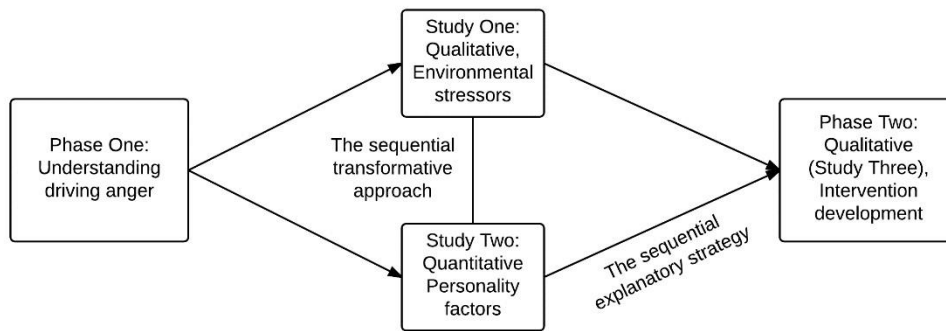 Phase One:
Understanding
driving anger
Study One:
Qualitative,
Environmental
stressors
The sequential
transformative
approach
Study Two:
Quantitative
Personality
factors
The sequential
explanatory strategy
Phase Two:
Qualitative
(Study Three),
Intervention
development